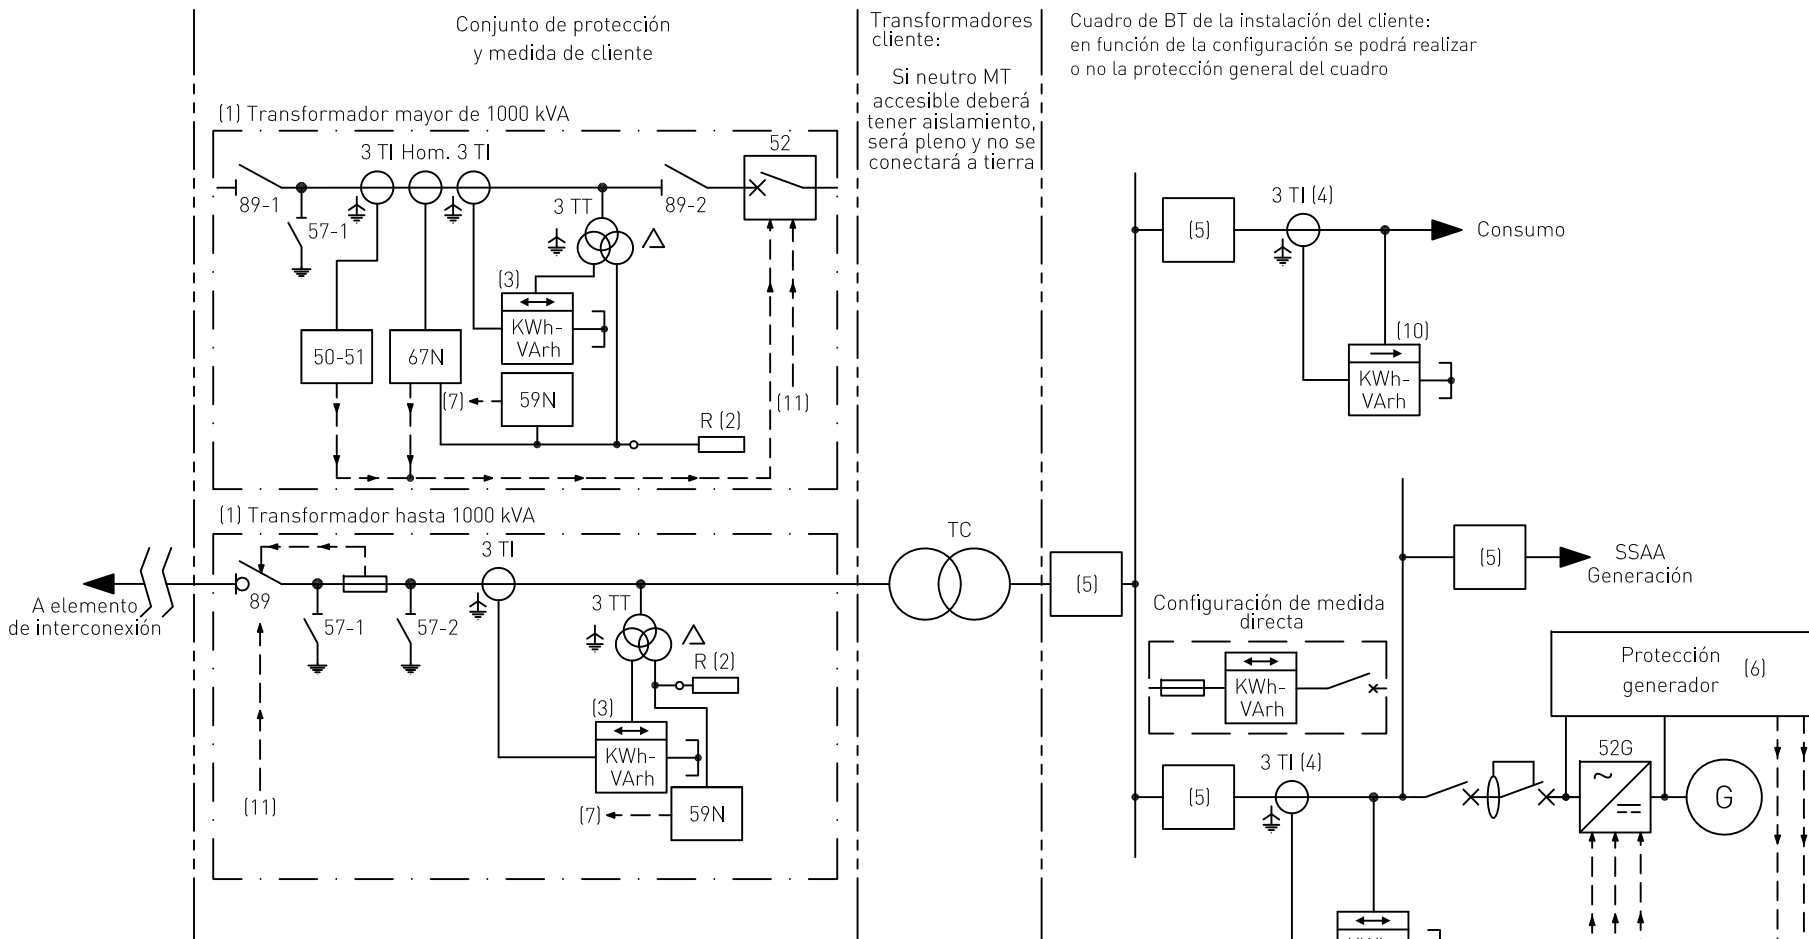 Conjunto de protección
y medida de cliente
Transformadores
cliente:
Si neutro MT
accesible deberá
tener aislamiento,
será pleno y no se
conectará a tierra
Cuadro de BT de la instalación del cliente:
en función de la configuración se podrá realizar
o no la protección general del cuadro
(1) Transformador mayor de 1000 kVA
3 TI Hom. 3 TI
52
89-1
57-1
3 TT
89-2
(3)
KWh-
VArh
50-51
67N
(7)
59N
R (2)
(11)
(1) Transformador hasta 1000 kVA
3 TI
89
57-1
57-2
3 TT
R (2)
(3)
KWh-
VArh
(7)
59N
(11)
A elemento
de interconexión
TC
(5)
(5)
3 TI (4)
Consumo
(10)
KWh-
VArh
(5)
SSAA
Generación
Configuración de medida
directa
KWh-
VArh
Protección
generador
(6)
(5)
3 TI (4)
52G
G